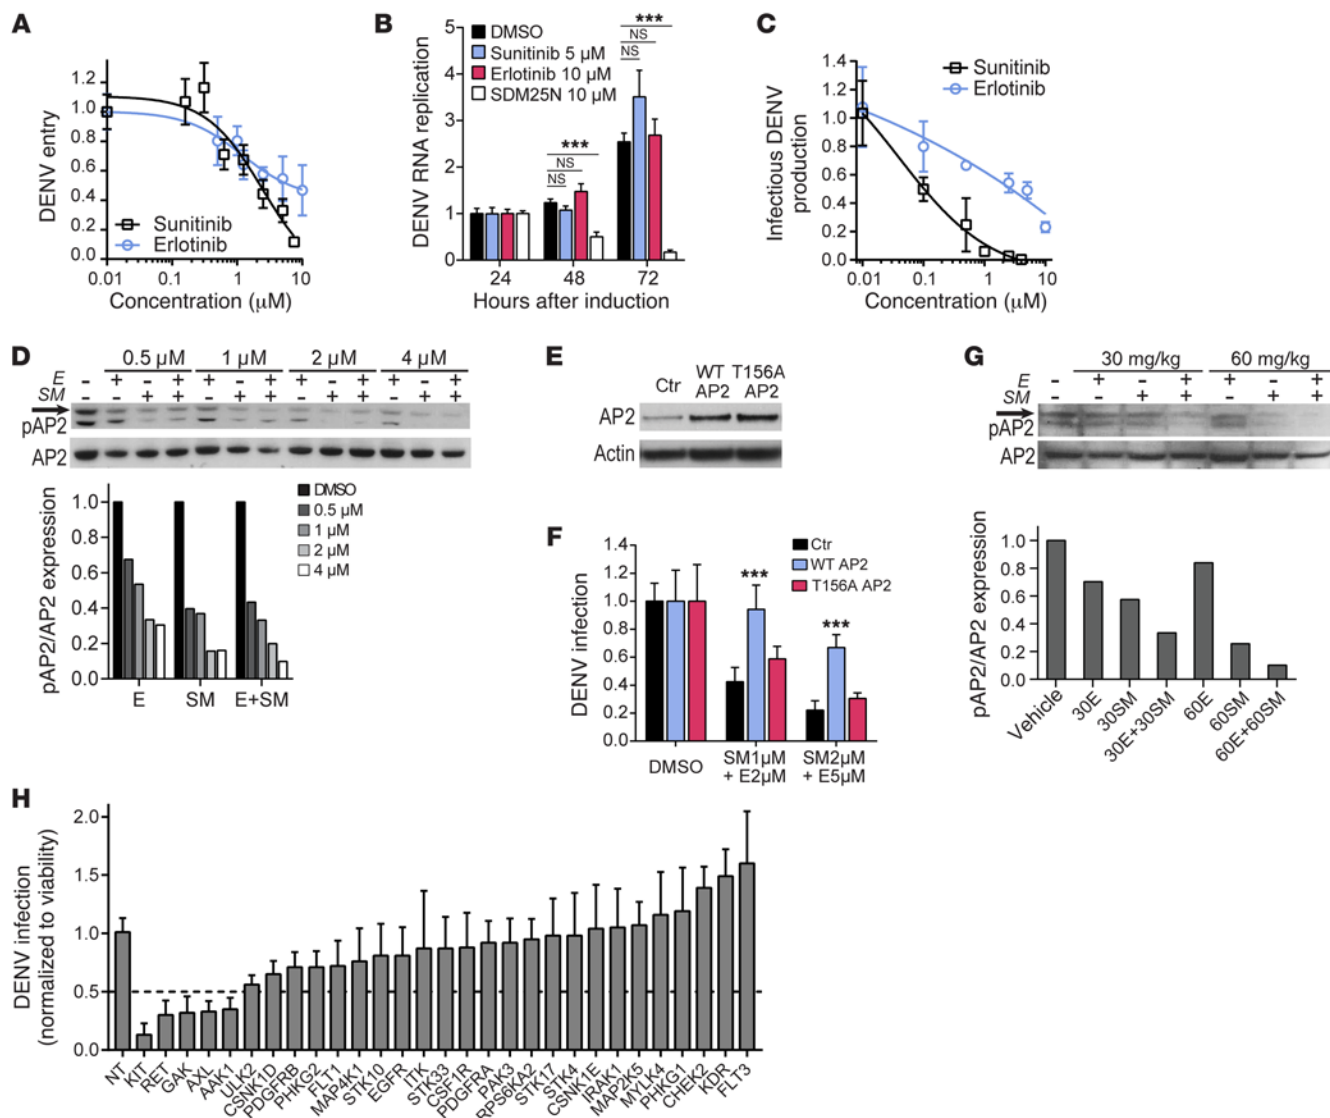 A
DENV entry
1.2
1.0
0.8
0.6
0.4
0.2
0.0
Sunitinib
Erlotinib
0.01
0.1
1
10
Concentration (µM)
B
DENV RNA replication
5
4
3
2
1
0
DMSO
Sunitinib 5 µM
Erlotinib 10 µM
SDM25N 10 µM
***
NS
NS
***
NS
NS
24
48
72
Hours after induction
C
Infectious DENV
production
1.4
1.2
1.0
0.8
0.6
0.4
0.2
0.0
Sunitinib
Erlotinib
0.01
0.1
1
10
Concentration (µM)
D
0.5 µM 1 µM 2 µM 4 µM
E - + - + + - + + - + + - +
SM - - + + - + + - + + - + +
pAP2
AP2
pAP2/AP2 expression
1.0
0.8
0.6
0.4
0.2
0.0
DMSO
0.5 µM
1 µM
2 µM
4 µM
E SM E+SM
E
Ctr WT AP2 T156A AP2
AP2
Actin
F
DENV infection
1.4
1.2
1.0
0.8
0.6
0.4
0.2
0.0
Ctr
WT AP2
T156A AP2
***
***
DMSO
SM1µM
+ E2µM
SM2µM
+ E5µM
G
30 mg/kg 60 mg/kg
E - + - + + - +
SM - - + + - + +
pAP2
AP2
pAP2/AP2 expression
1.0
0.8
0.6
0.4
0.2
0.0
Vehicle
30E
30SM
30E+30SM
60E
60SM
60E+60SM
H
DENV infection
(normalized to viability)
2.0
1.5
1.0
0.5
0.0
NT
KIT
RET
GAK
AXL
AAK1
ULK2
CSNK1D
PDGFRB
PHKG2
FLT1
MAP4K1
STK10
EGFR
ITK
STK33
CSF1R
PDGFRA
PAK3
RPS6KA2
STK17
STK4
CSNK1E
IRAK1
MAP2K5
MYLK4
PHKG1
CHEK2
KDR
FLT3